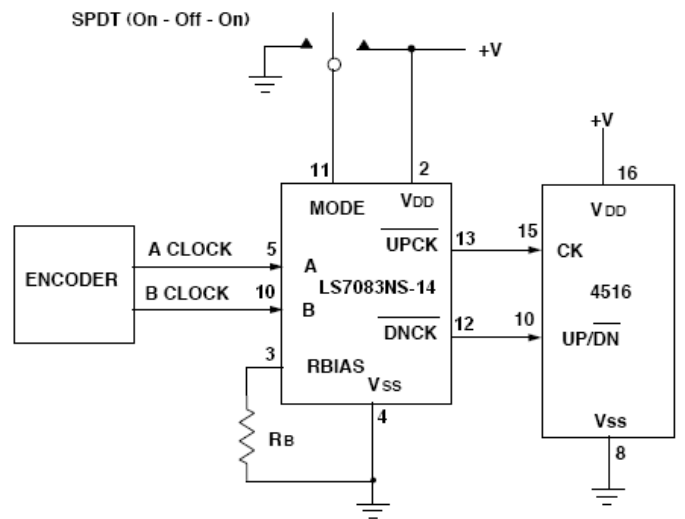 SPDT (On - Off - On)
+V
+V
11
2
16
MODE
VDD
VDD
A CLOCK
5
UPCK
13
15
CK
ENCODER
A
LS7083NS-14
4516
B CLOCK
10
B
DNCK
12
10
UP/DN
3
RBIAS
VSS
4
RB
VSS
8